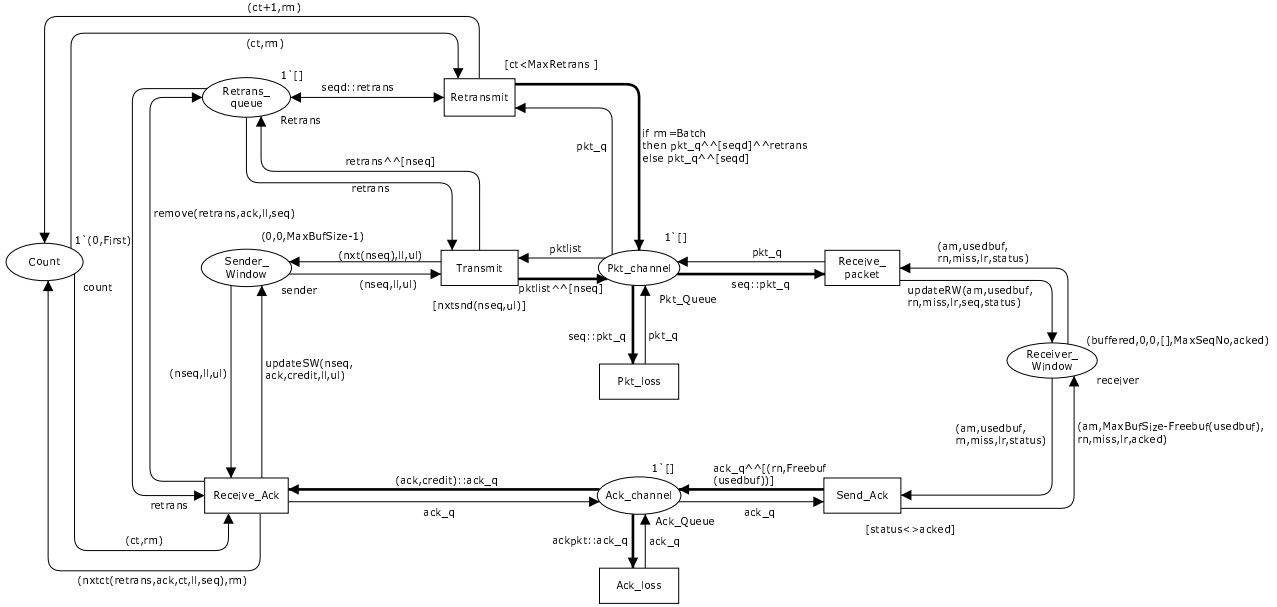 (ct+1,rm)
(ct,rm)
[ct<MaxRetrans ]
1`[]
Retrans_
queue
seqd::retrans
Retransmit
Retrans
pkt_q
if rm=Batch
then pkt_q^^[seqd]^^retrans
else pkt_q^^[seqd]
retrans^^[nseq]
retrans
remove(retrans,ack,ll,seq)
1`(0,First)
Count
count
(0,0,MaxBufSize-1)
Sender_
Window
sender
(nxt(nseq),ll,ul)
(nseq,ll,ul)
Transmit
[nxtsnd(nseq,ul)]
pktlist
pktlist^^[nseq]
1`[]
Pkt_channel
Pkt_Queue
pkt_q
seq::pkt_q
Receive_
packet
(am,usedbuf,
rn,miss,lr,status)
updateRW(am,usedbuf,
rn,miss,lr,seq,status)
seq::pkt_q
pkt_q
Pkt_loss
(buffered,0,0,[],MaxSeqNo,acked)
Receiver_
Window
receiver
(nseq,ll,ul)
updateSW(nseq,
ack,credit,ll,ul)
(am,usedbuf,
rn,miss,lr,status)
(am,MaxBufSize-Freebuf(usedbuf),
rn,miss,lr,acked)
Receive_Ack
retrans
(ack,credit)::ack_q
ack_q
1`[]
Ack_channel
Ack_Queue
ack_q^^[(rn,Freebuf
(usedbuf))]
ack_q
Send_Ack
[status<>acked]
(ct,rm)
ackpkt::ack_q
ack_q
(nxtct(retrans,ack,ct,ll,seq),rm)
Ack_loss